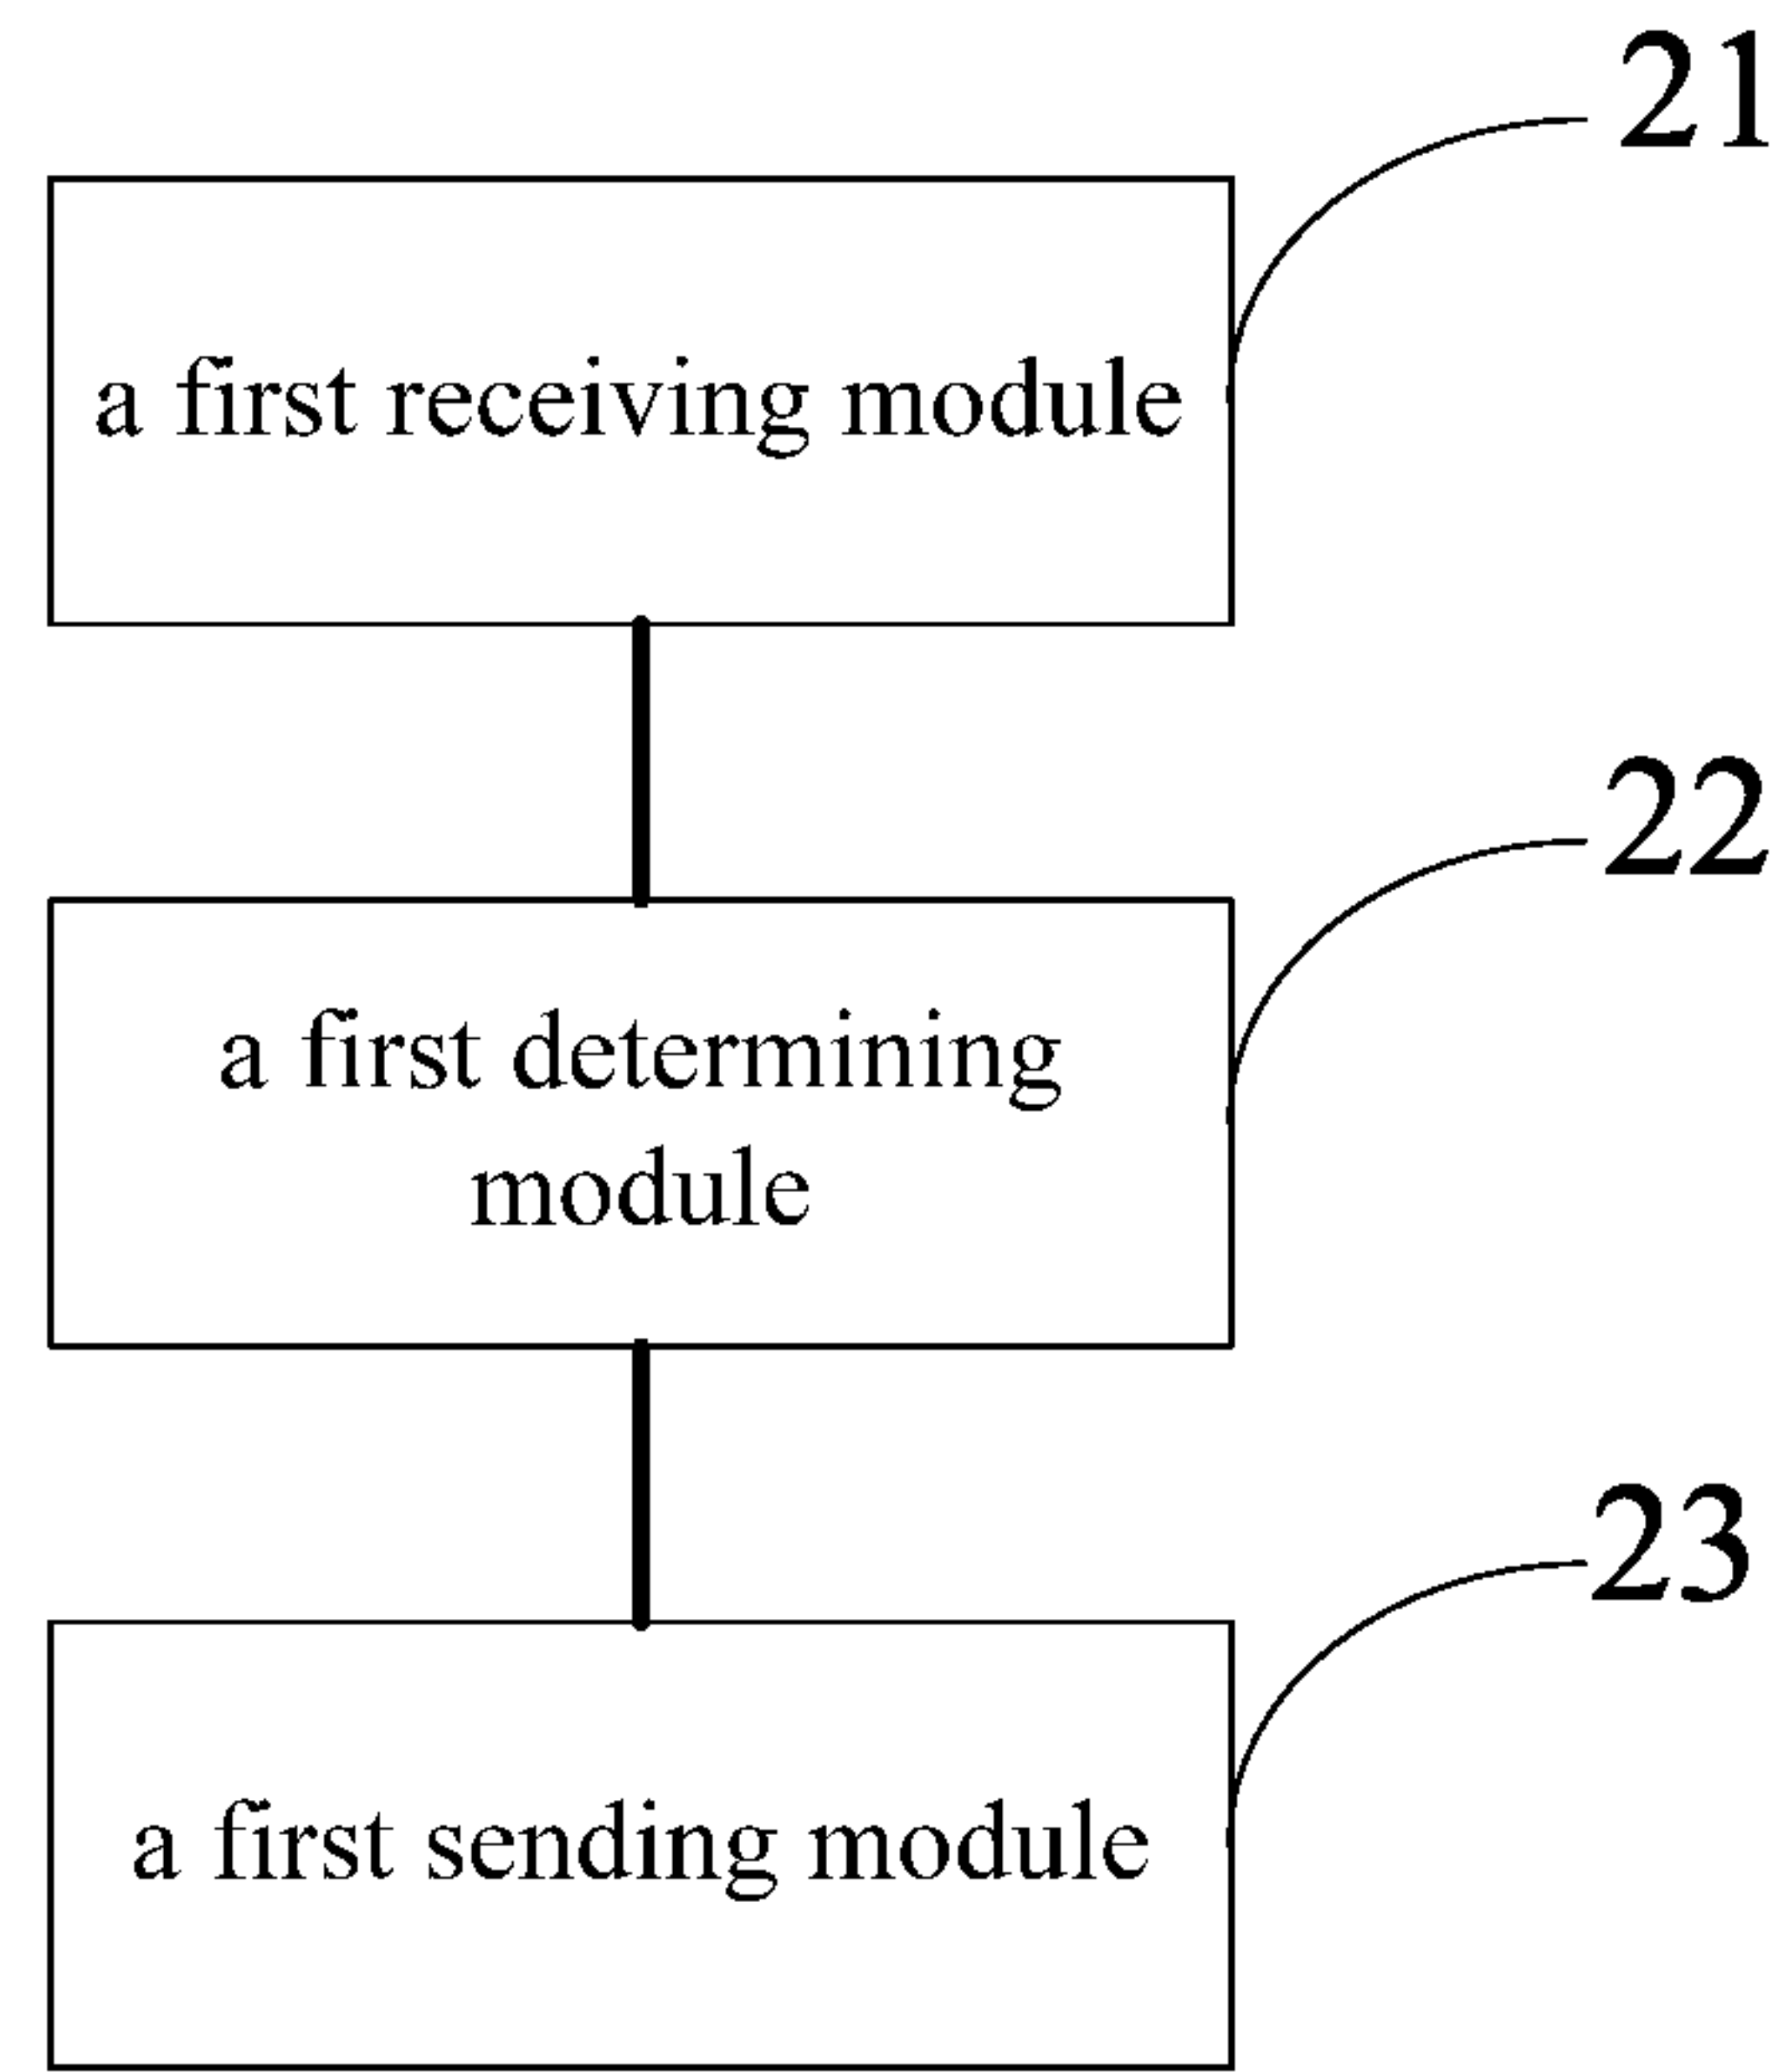 21
a first receiving module
22
a first determining
module
23
a first sending module